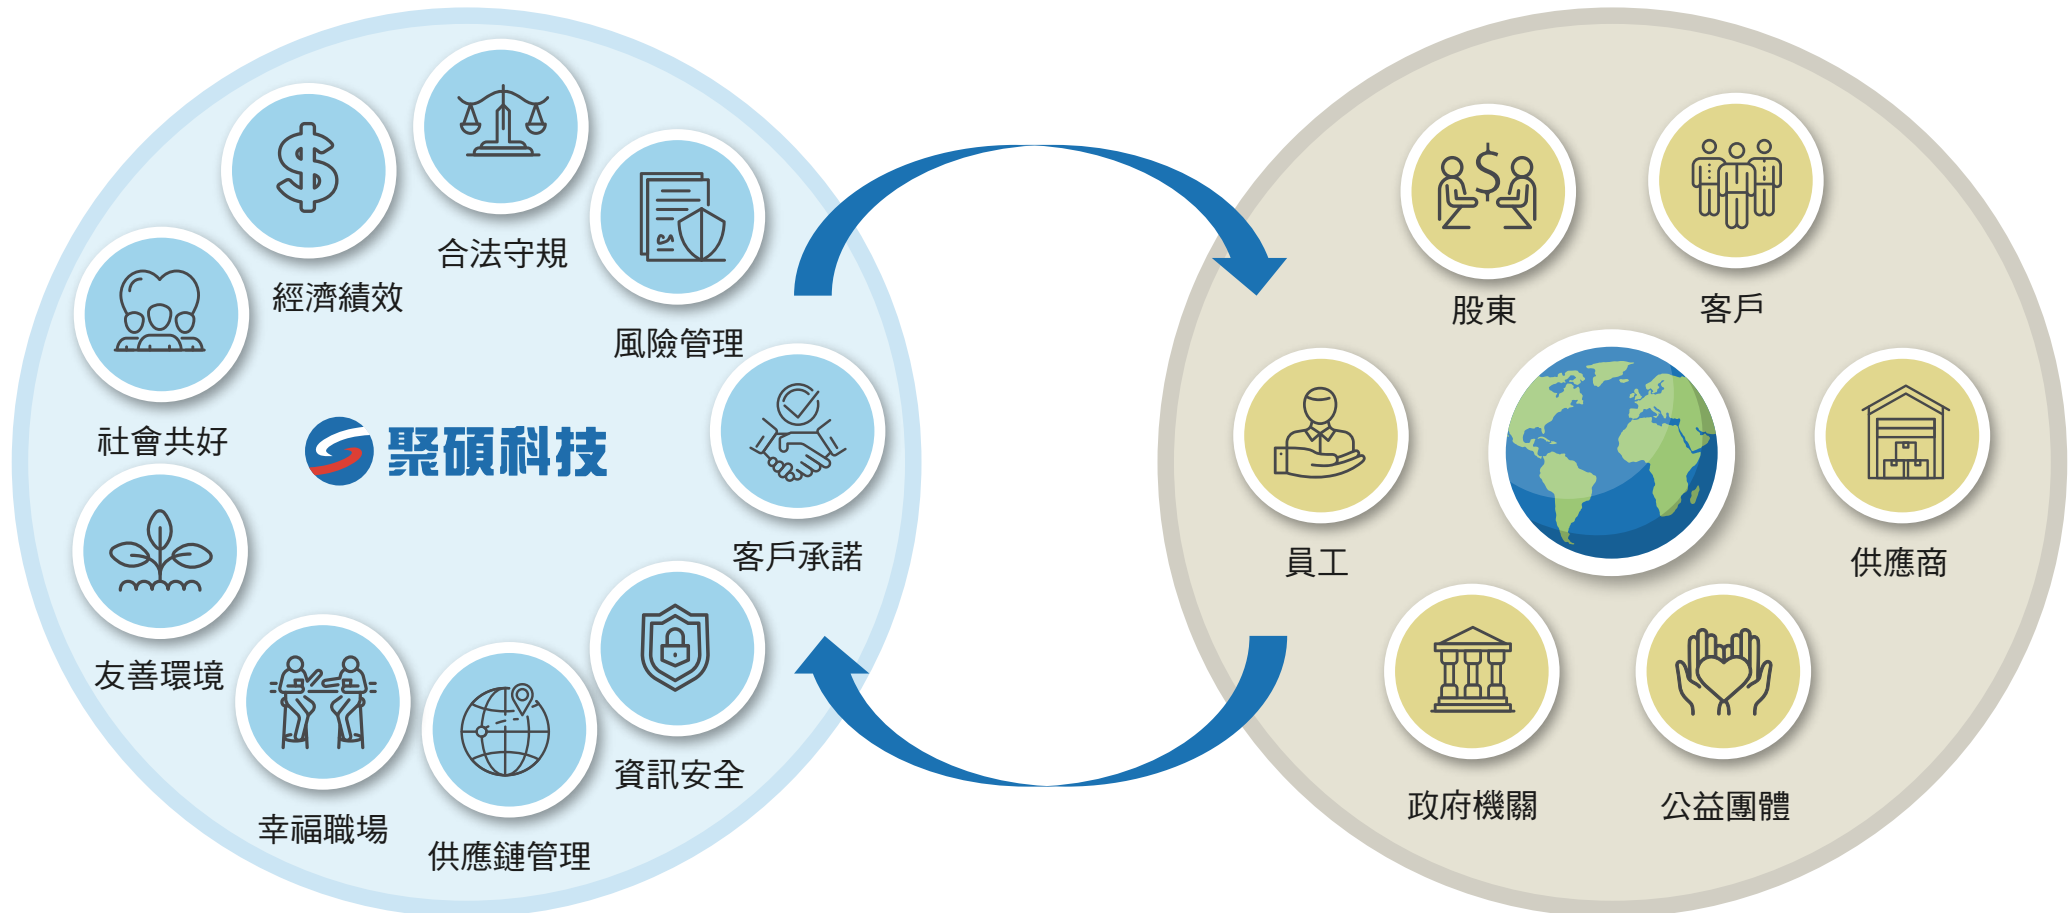 合法守規
經濟績效
風險管理
社會共好
聚碩科技
客戶承諾
友善環境
資訊安全
幸福職場
供應鏈管理
股東
客戶
員工
供應商
政府機關
公益團體